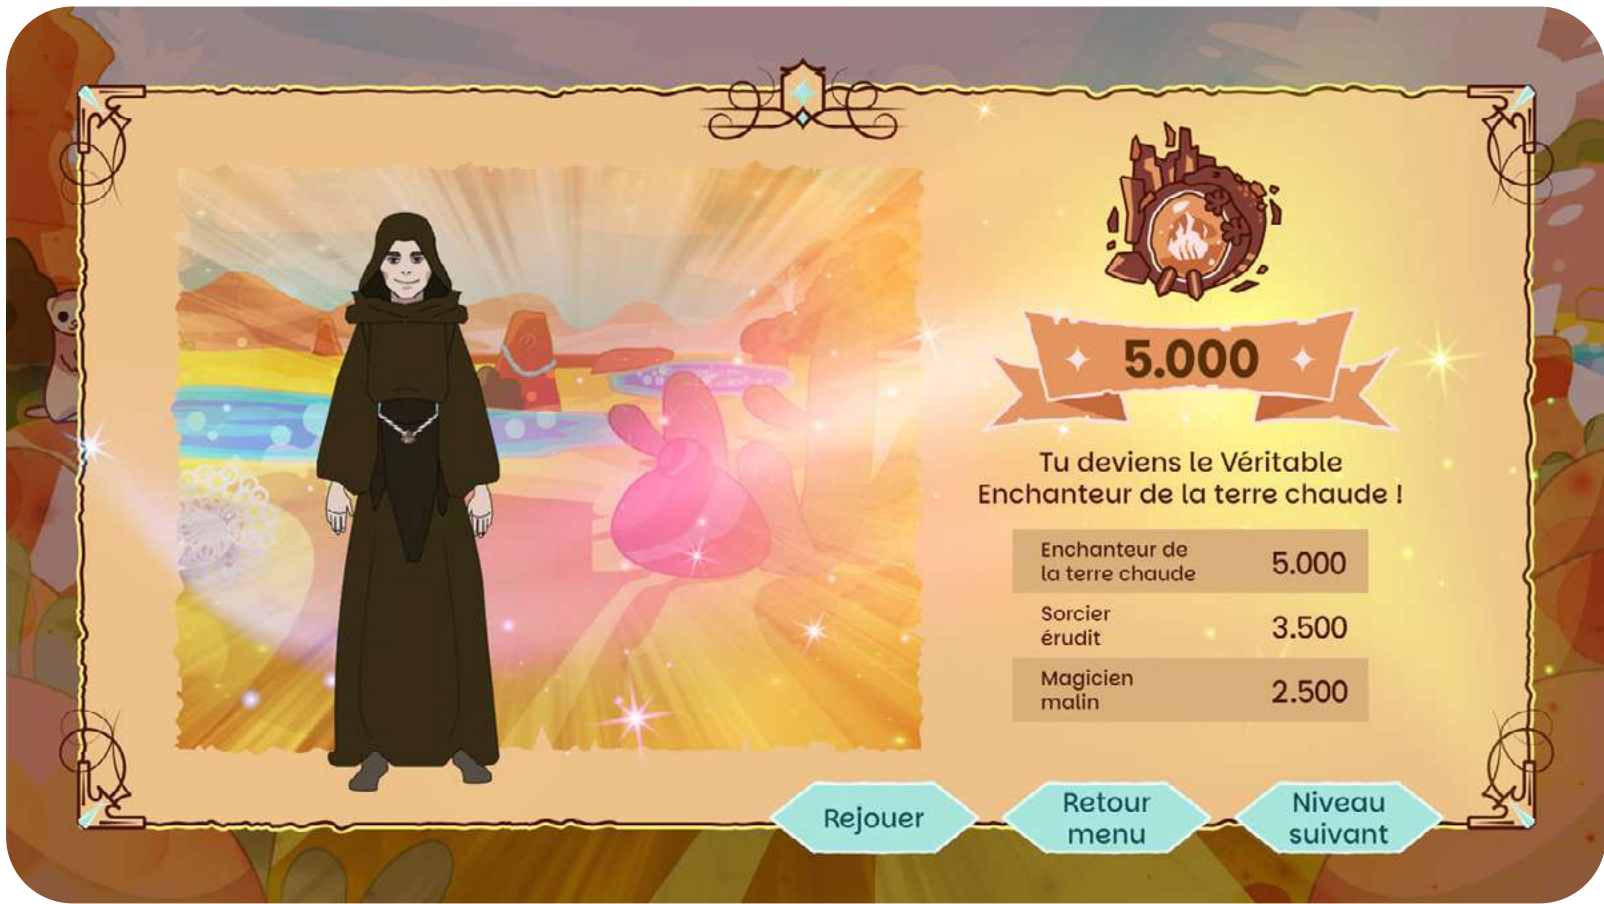 5.000
Tu deviens le Véritable
Enchanteur de la terre chaude !
Enchanteur de
la terre chaude
5.000
Sorcier
érudit
3.500
Magicien
malin
2.500
Rejouer
Retour
menu
Niveau
suivant